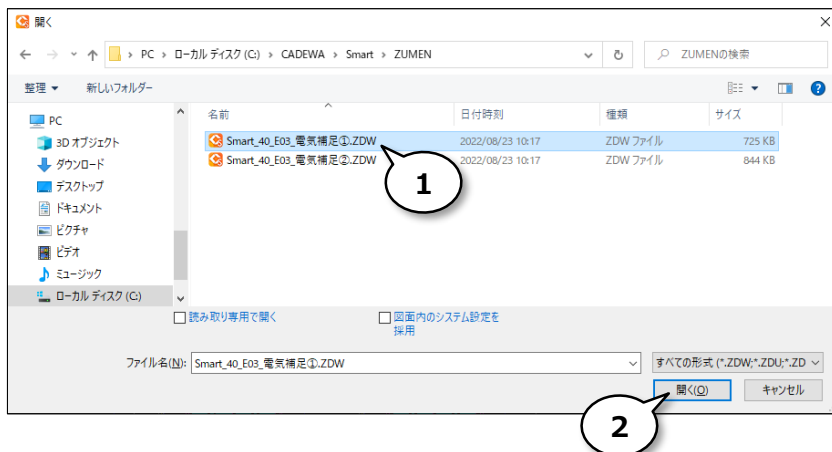 開く
PC › ローカル ディスク (C:) › CADEWA › Smart › ZUMEN
ZUMENの検索
整理
新しいフォルダー
名前 日付時刻 種類 サイズ
PC
3D オブジェクト
ダウンロード
デスクトップ
ドキュメント
ピクチャ
ビデオ
ミュージック
ローカル ディスク (C:)
Smart_40_E03_電気補足①.ZDW 2022/08/23 10:17 ZDW ファイル 725 KB
Smart_40_E03_電気補足②.ZDW 2022/08/23 10:17 ZDW ファイル 844 KB
1
読み取り専用で開く
図面内のシステム設定を
採用
ファイル名(N): Smart_40_E03_電気補足①.ZDW
すべての形式 (*.ZDW;*.ZDU;*.ZD
開く(O)
キャンセル
2